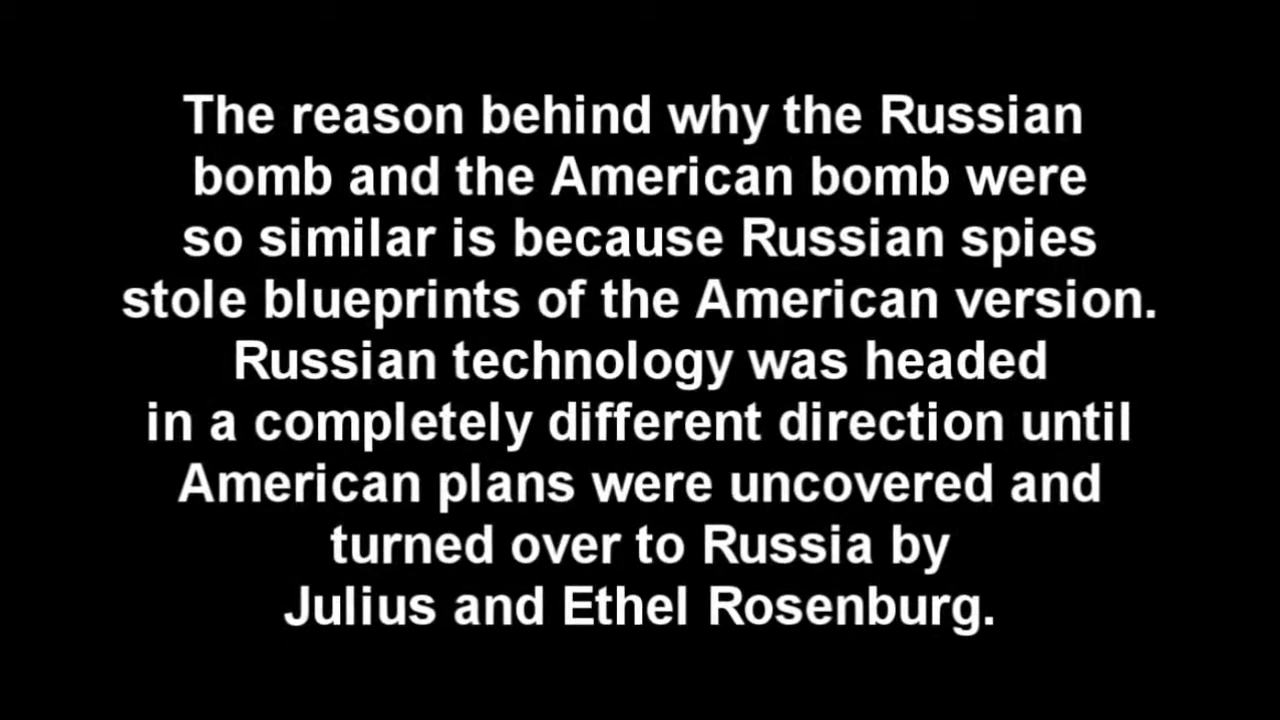 The reason behind why the Russian
bomb and the American bomb were
so similar is because Russian spies
stole blueprints of the American version.
Russian technology was headed
in a completely different direction until
American plans were uncovered and
turned over to Russia by
Julius and Ethel Rosenburg.